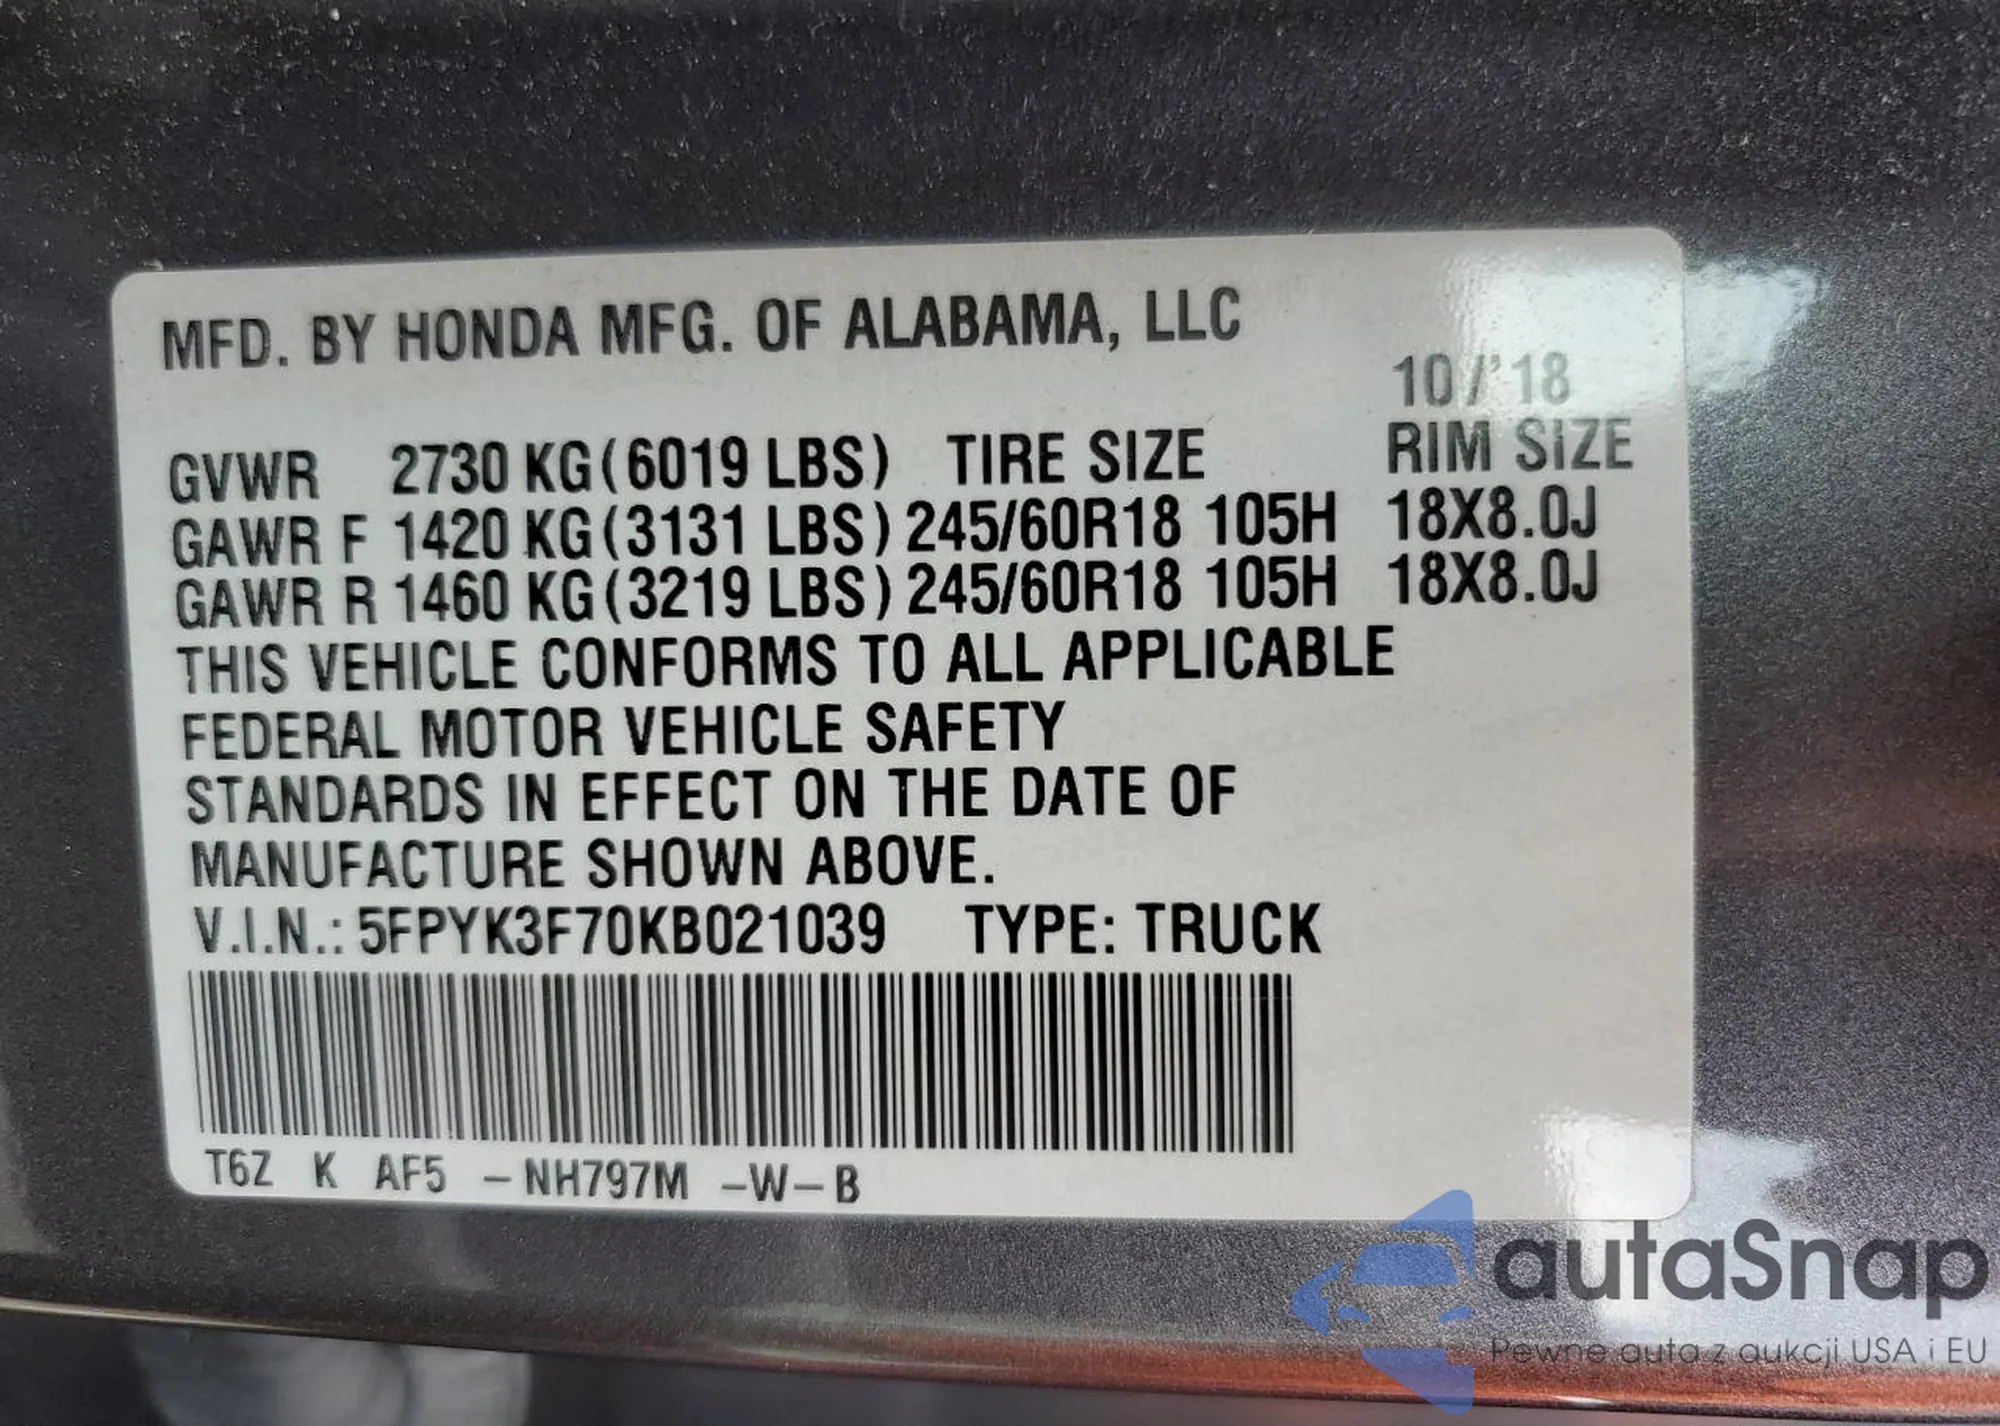 MFD. BY HONDA MFG. OF ALABAMA, LLC
10/'18
GVWR 2730 KG(6019 LBS) TIRE SIZE RIM SIZE
GAWR F 1420 KG(3131 LBS) 245/60R18 105H 18X8.0J
GAWR R 1460 KG(3219 LBS) 245/60R18 105H 18X8.0J
THIS VEHICLE CONFORMS TO ALL APPLICABLE
FEDERAL MOTOR VEHICLE SAFETY
STANDARDS IN EFFECT ON THE DATE OF
MANUFACTURE SHOWN ABOVE.
V.I.N.: 5FPYK3F70KB021039 TYPE: TRUCK
T6Z K AF5 -NH797M -W-B
autaSnap
Pewne auta z aukcji USA i EU